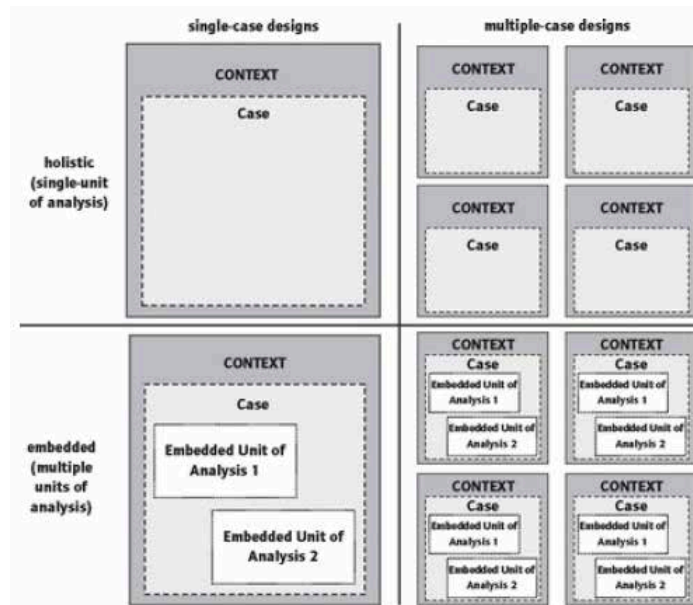 single-case designs
multiple-case designs
holistic
(single-unit
of analysis)
CONTEXT
Case
CONTEXT
Case
CONTEXT
Case
CONTEXT
Case
CONTEXT
Case
embedded
(multiple
units of
analysis)
CONTEXT
Case
Embedded Unit of
Analysis 1
Embedded Unit of
Analysis 2
CONTEXT
Case
Embedded Unit of
Analysis 1
Embedded Unit of
Analysis 2
CONTEXT
Case
Embedded Unit of
Analysis 1
Embedded Unit of
Analysis 2
CONTEXT
Case
Embedded Unit of
Analysis 1
Embedded Unit of
Analysis 2
CONTEXT
Case
Embedded Unit of
Analysis 1
Embedded Unit of
Analysis 2